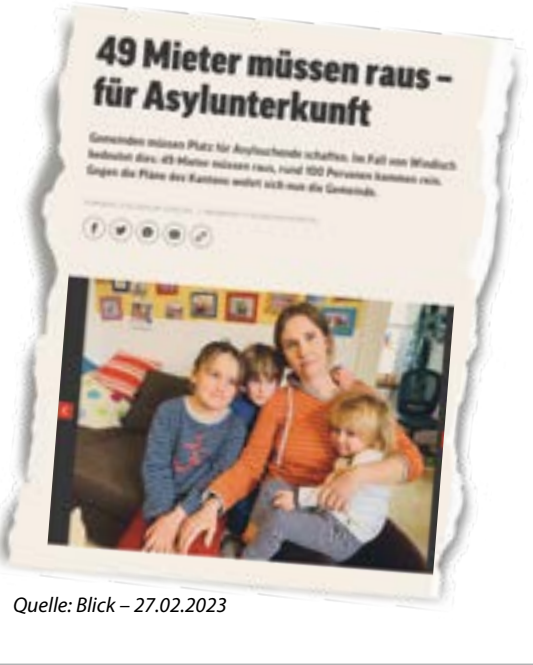 49 Mieter müssen raus –
für Asylunterkunft
Gemeinden müssen Platz für Asylsuchende schaffen. Im Fall von Windisch
bedeutet dies: 49 Mieter müssen raus, rund 100 Personen kommen rein.
Gegen die Pläne des Kantons wehrt sich nun die Gemeinde.
Quelle: Blick – 27.02.2023